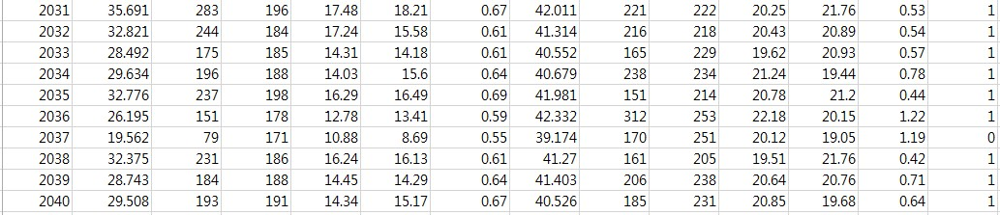 2031 35.691 283 196 17.48 18.21 0.67 42.011 221 222 20.25 21.76 0.53 1
2032 32.821 244 184 17.24 15.58 0.61 41.314 216 218 20.43 20.89 0.54 1
2033 28.492 175 185 14.31 14.18 0.61 40.552 165 229 19.62 20.93 0.57 1
2034 29.634 196 188 14.03 15.6 0.64 40.679 238 234 21.24 19.44 0.78 1
2035 32.776 237 198 16.29 16.49 0.69 41.981 151 214 20.78 21.2 0.44 1
2036 26.195 151 178 12.78 13.41 0.59 42.332 312 253 22.18 20.15 1.22 1
2037 19.562 79 171 10.88 8.69 0.55 39.174 170 251 20.12 19.05 1.19 0
2038 32.375 231 186 16.24 16.13 0.61 41.27 161 205 19.51 21.76 0.42 1
2039 28.743 184 188 14.45 14.29 0.64 41.403 206 238 20.64 20.76 0.71 1
2040 29.508 193 191 14.34 15.17 0.67 40.526 185 231 20.85 19.68 0.64 1